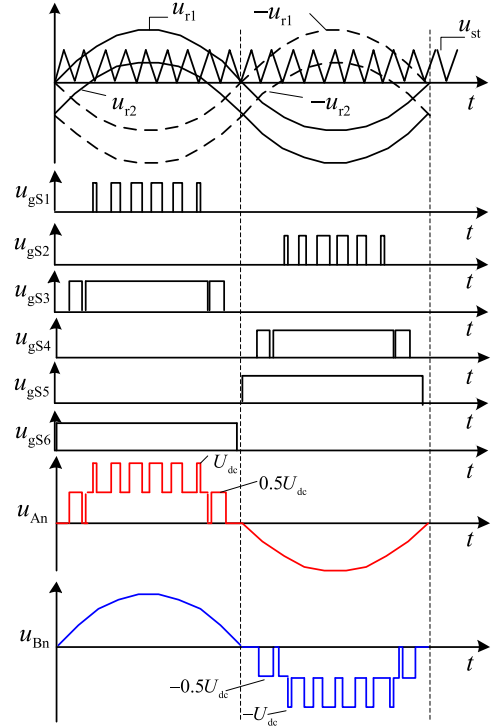 u_r1
−u_r1
u_st
u_r2
−u_r2
t
u_gS1
t
u_gS2
t
u_gS3
t
u_gS4
t
u_gS5
t
u_gS6
t
U_dc
0.5U_dc
u_An
t
u_Bn
t
−0.5U_dc
−U_dc